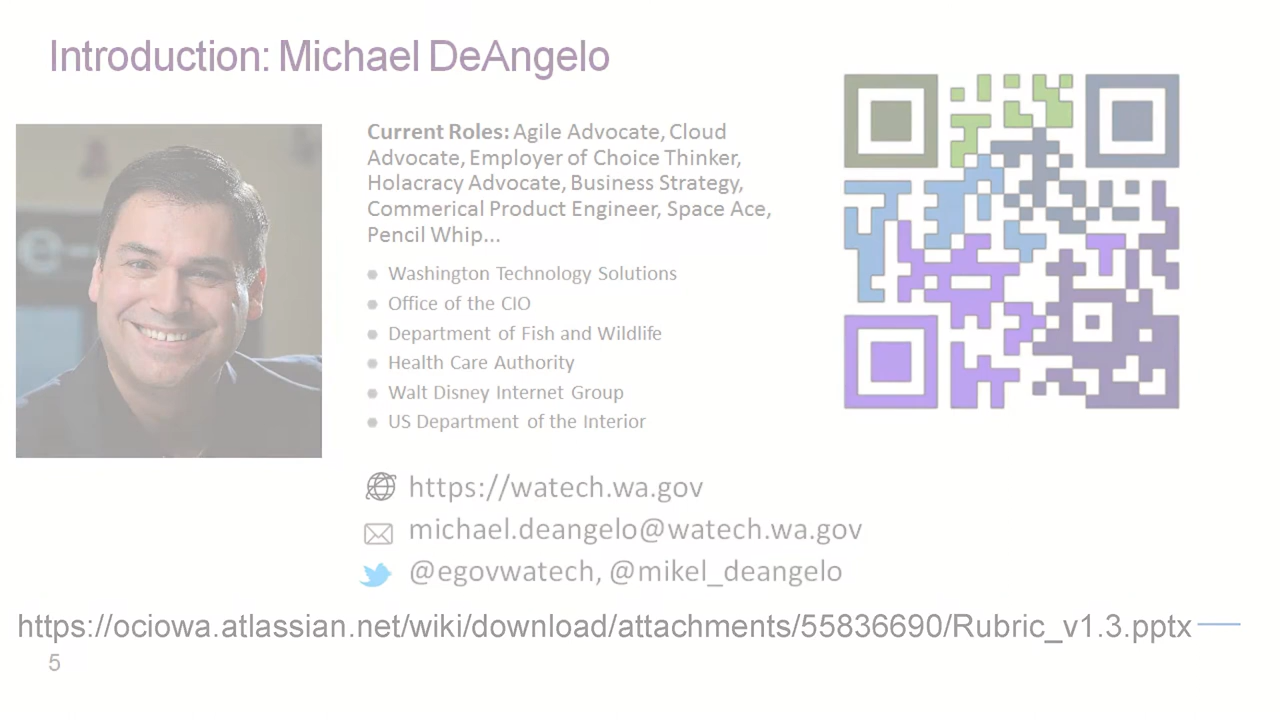 Introduction: Michael DeAngelo
Current Roles: Agile Advocate, Cloud
Advocate, Employer of Choice Thinker,
Holacracy Advocate, Business Strategy,
Commerical Product Engineer, Space Ace,
Pencil Whip...
Washington Technology Solutions
Office of the CIO
Department of Fish and Wildlife
Health Care Authority
Walt Disney Internet Group
US Department of the Interior
https://watech.wa.gov
michael.deangelo@watech.wa.gov
@egovwatech, @mikel_deangelo
https://ociowa.atlassian.net/wiki/download/attachments/55836690/Rubric_v1.3.pptx
5
e-